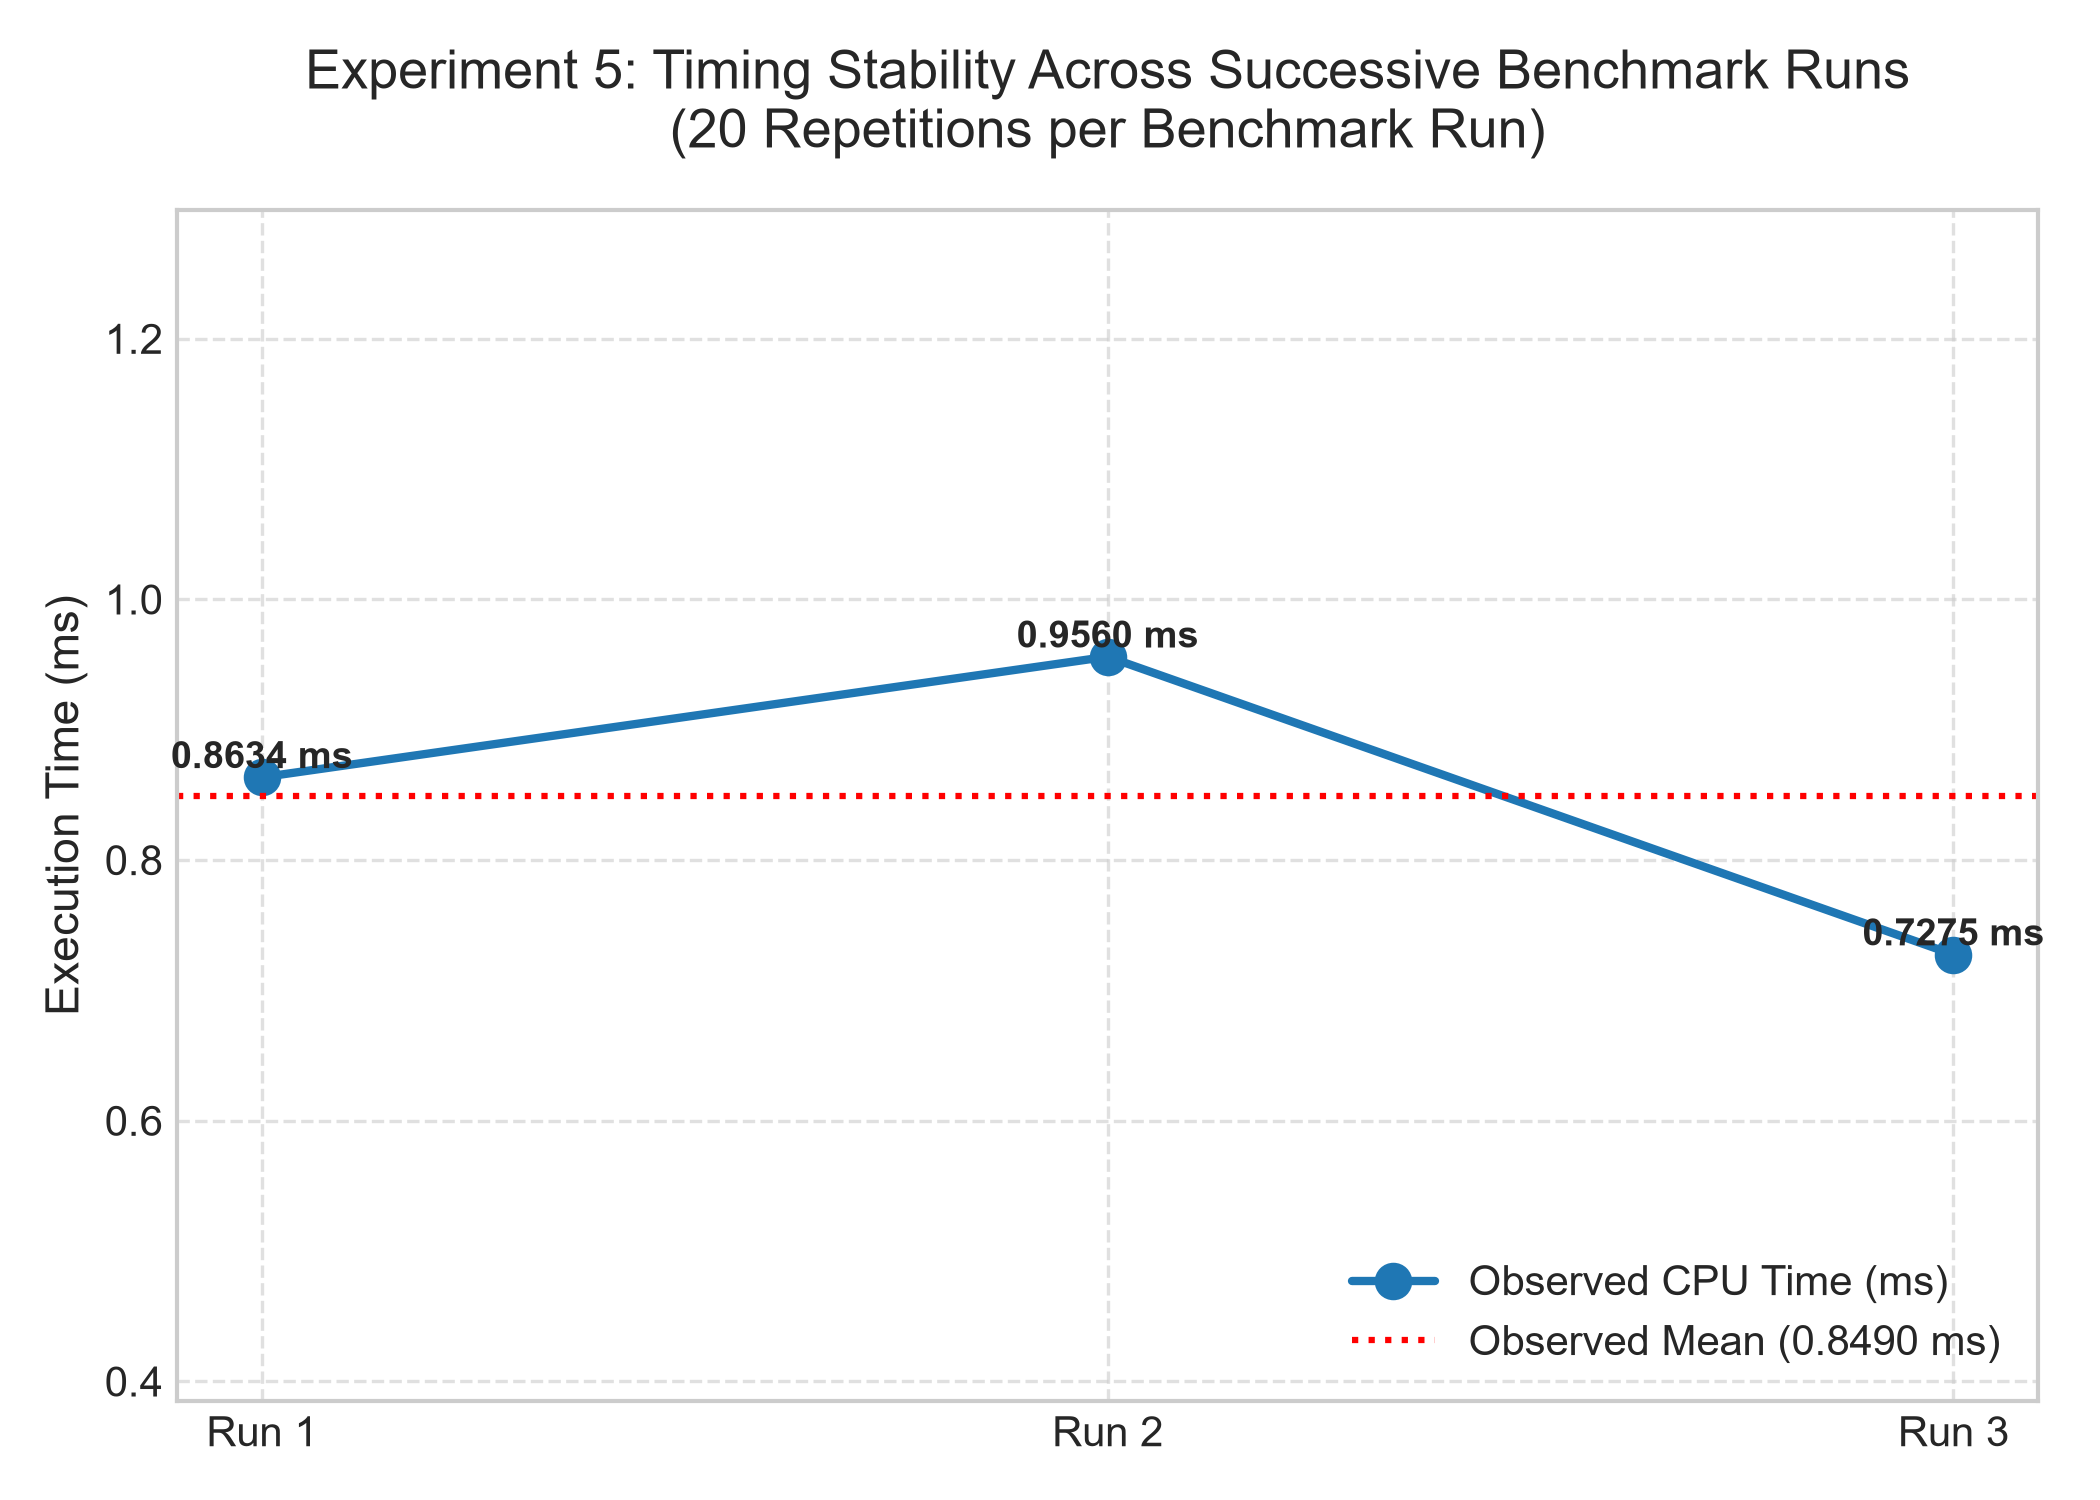 Experiment 5: Timing Stability Across Successive Benchmark Runs
(20 Repetitions per Benchmark Run)
Execution Time (ms)
1.2
1.0
0.8
0.6
0.4
0.8634 ms
0.9560 ms
0.7275 ms
Observed CPU Time (ms)
Observed Mean (0.8490 ms)
Run 1
Run 2
Run 3